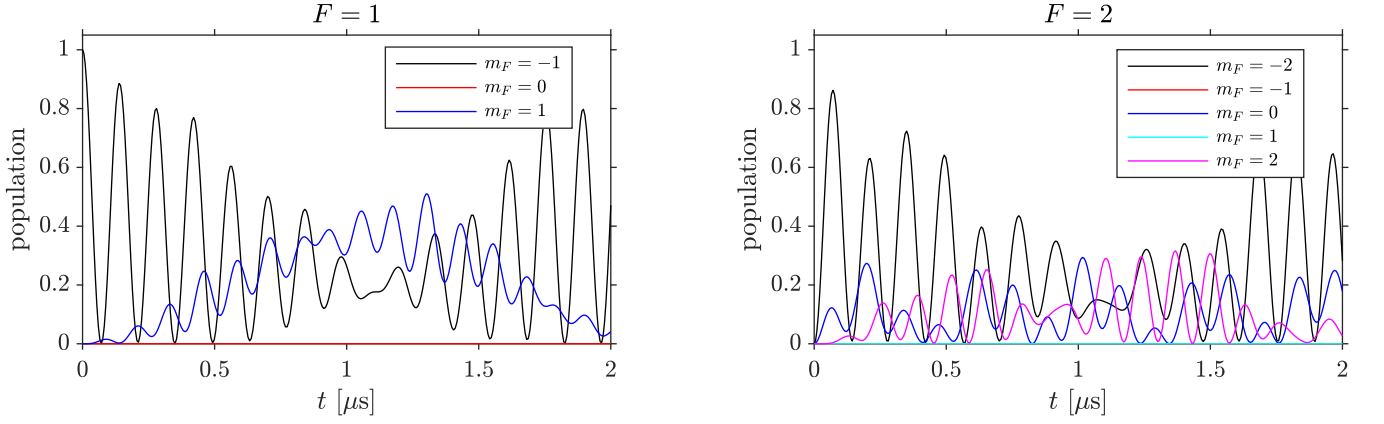 F = 1
population
1
0.8
0.6
0.4
0.2
0
m_F = −1
m_F = 0
m_F = 1
0 0.5 1 1.5 2
t [μs]
F = 2
population
1
0.8
0.6
0.4
0.2
0
m_F = −2
m_F = −1
m_F = 0
m_F = 1
m_F = 2
0 0.5 1 1.5 2
t [μs]